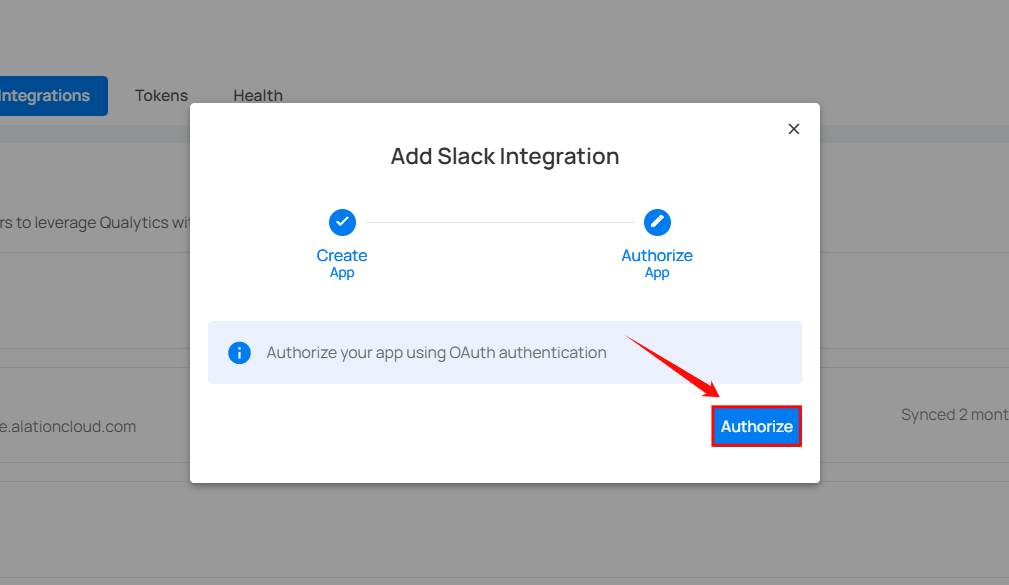 Integrations Tokens Health
Add Slack Integration
Create Authorize
App App
rs to leverage Qualytics wi
Authorize your app using OAuth authentication
Authorize
e.alationcloud.com
Synced 2 mont